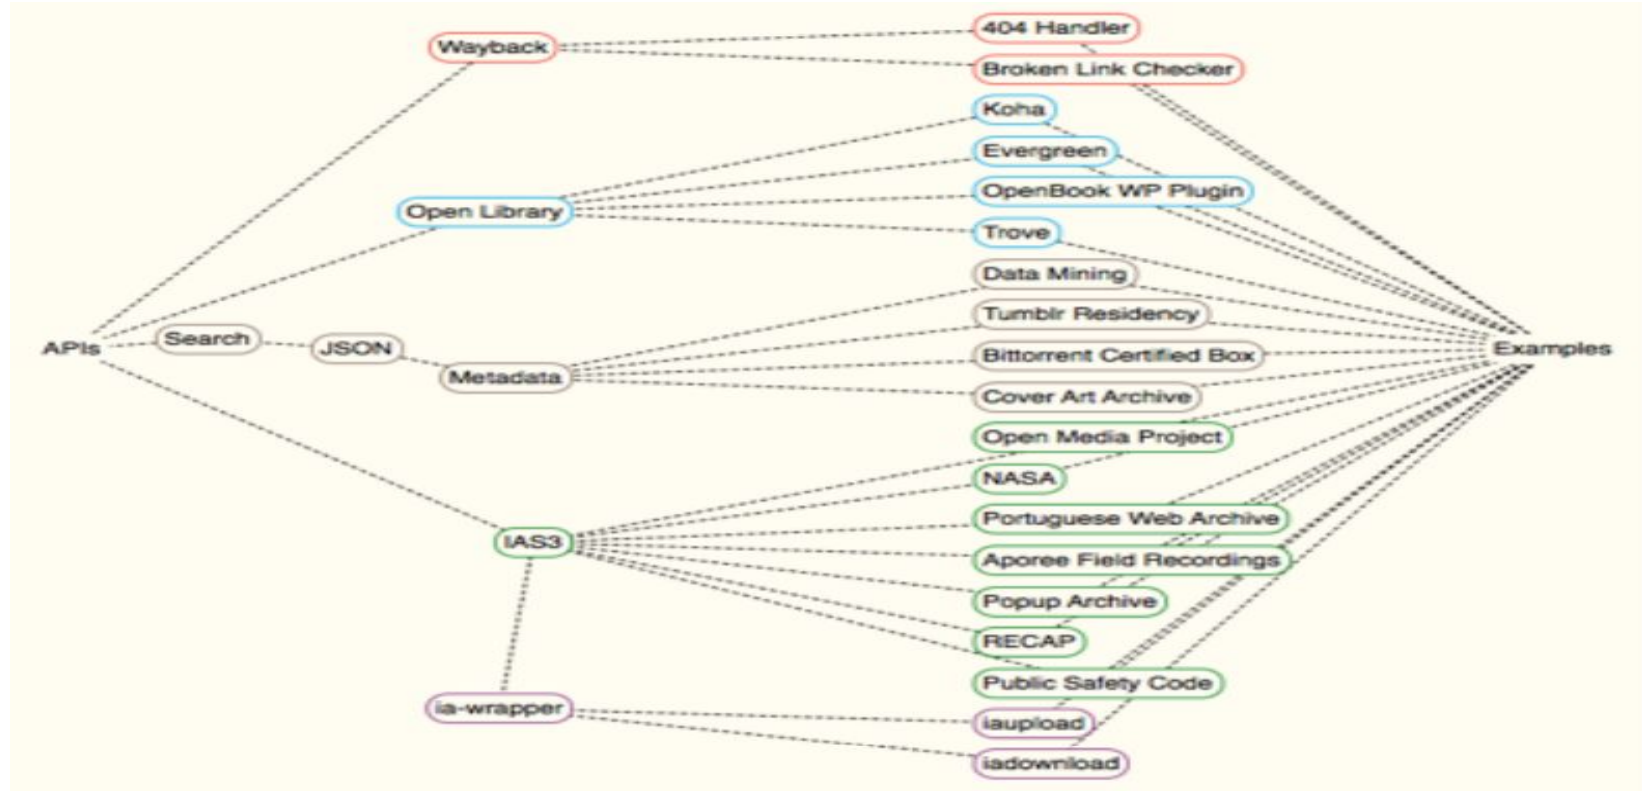 404 Handler
Wayback
Broken Link Checker
Koha
Evergreen
OpenBook WP Plugin
Open Library
Trove
Data Mining
Tumblr Residency
Search
APIs
JSON
Examples
Bittorrent Certified Box
Metadata
Cover Art Archive
Open Media Project
NASA
Portuguese Web Archive
IAS3
Aporee Field Recordings
Popup Archive
RECAP
Public Safety Code
ia-wrapper
iaupload
iadownload